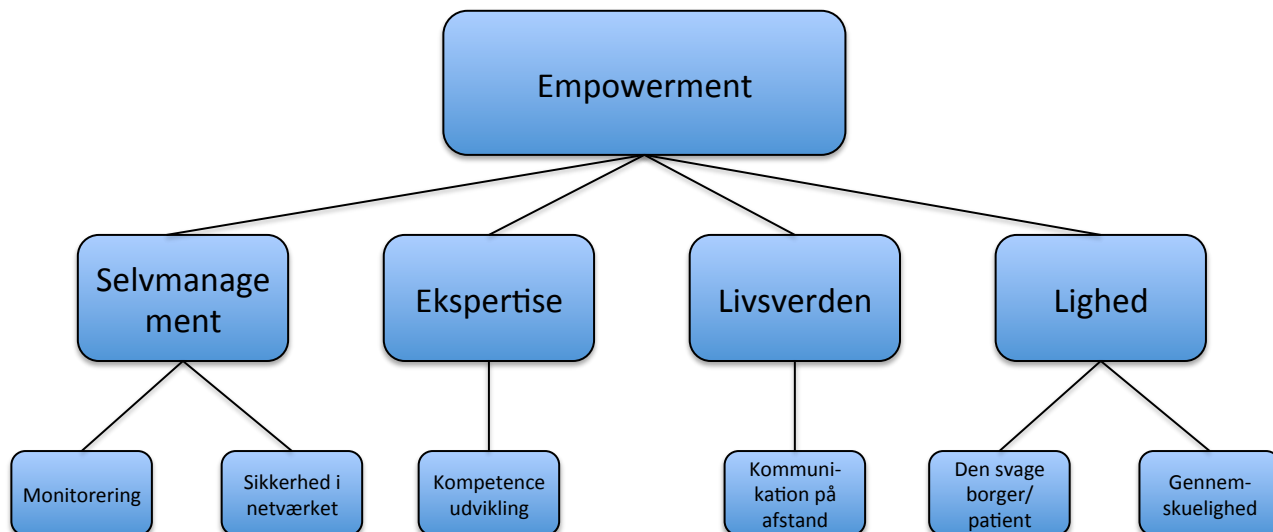 Empowerment
Selvmanage
ment
Ekspertise
Livsverden
Lighed
Monitorering
Sikkerhed i
netværket
Kompetence
udvikling
Kommuni-
kation på
afstand
Den svage
borger/
patient
Gennem-
skuelighed